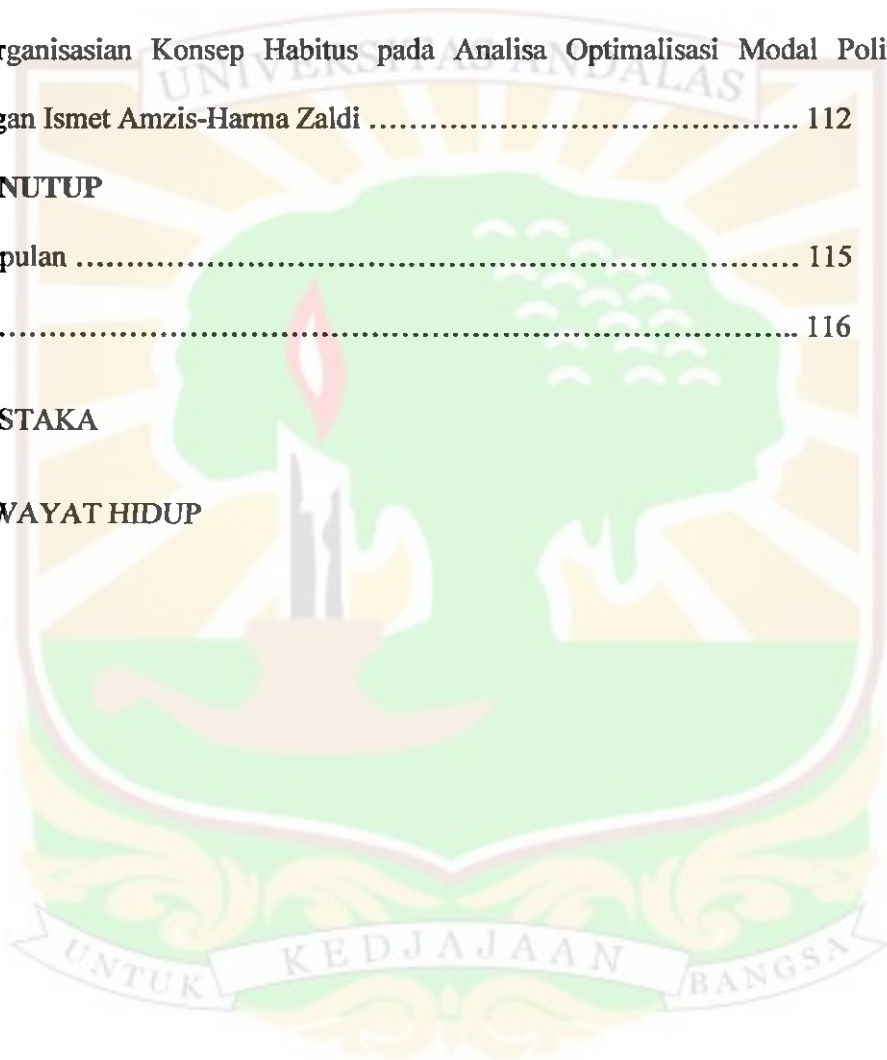 UNIVERSITAS ANDALAS
rganisasian Konsep Habitus pada Analisa Optimalisasi Modal Poli
gan Ismet Amzis-Harma Zaldi ............................................. 112
NUTUP
pulan ............................................................................ 115
.................................................................................... 116
STAKA
WAYAT HIDUP
UNTUK KEDJAJAAN BANGSA